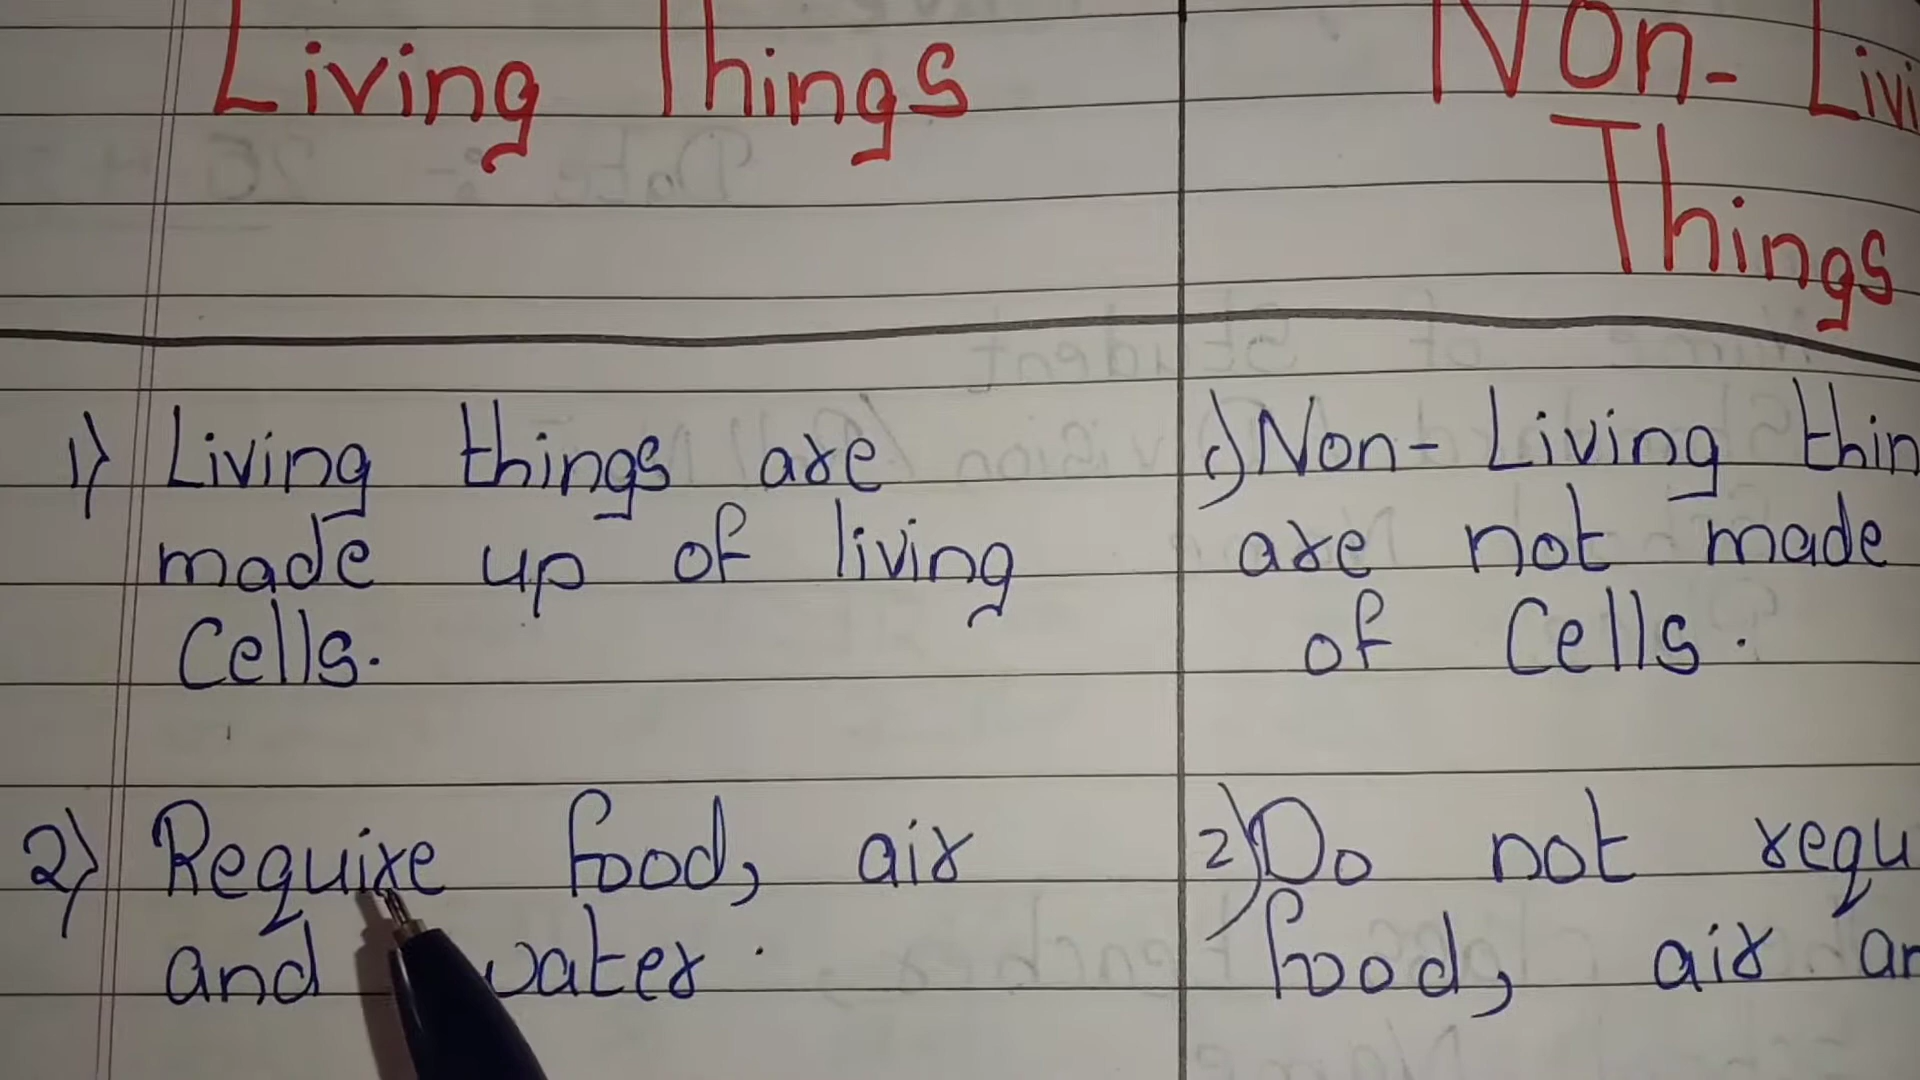 Living Things
Non-Livi
Things
1) Living things are
made up of living
Cells.
2) Require food, air
and water.
1) Non-Living thin
are not made
of Cells.
2) Do not requ
food, air an